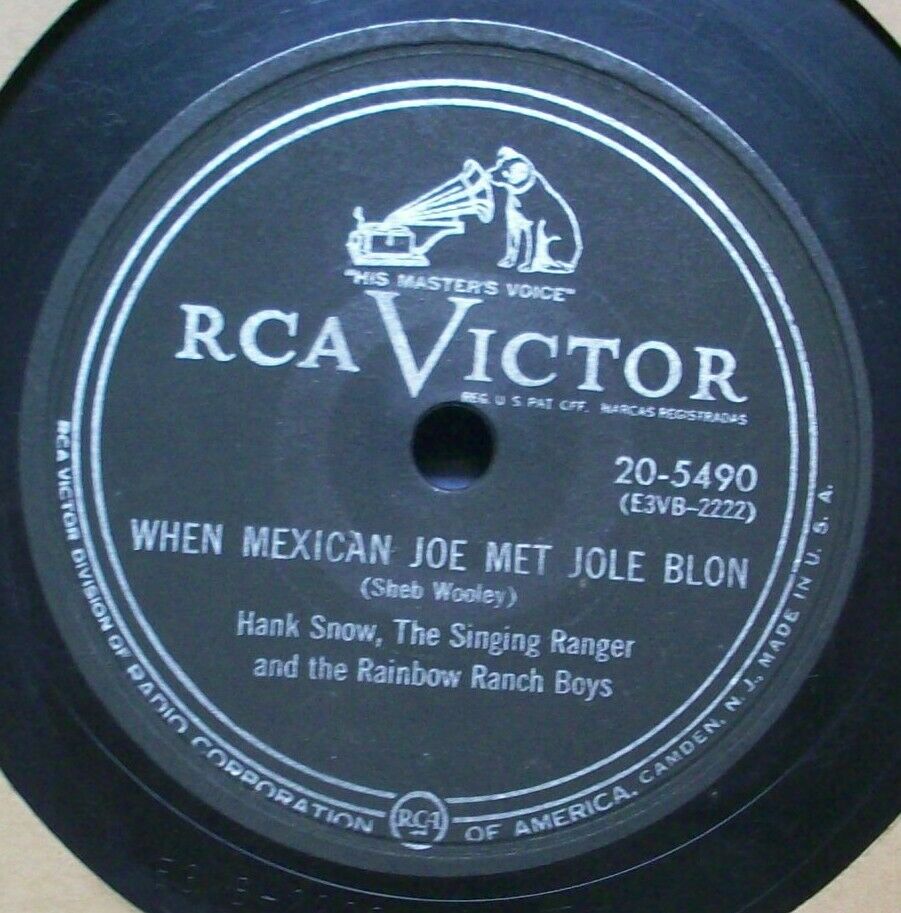 "HIS MASTER'S VOICE"
RCA VICTOR
REG. U S. PAT OFF. MARCAS REGISTRADAS
20-5490
(E3VB-2222)
WHEN MEXICAN JOE MET JOLE BLON
(Sheb Wooley)
Hank Snow, The Singing Ranger
and the Rainbow Ranch Boys
RCA VICTOR DIVISION OF RADIO CORPORATION OF AMERICA, CAMDEN, N. J., MADE IN U. S. A.
RCA